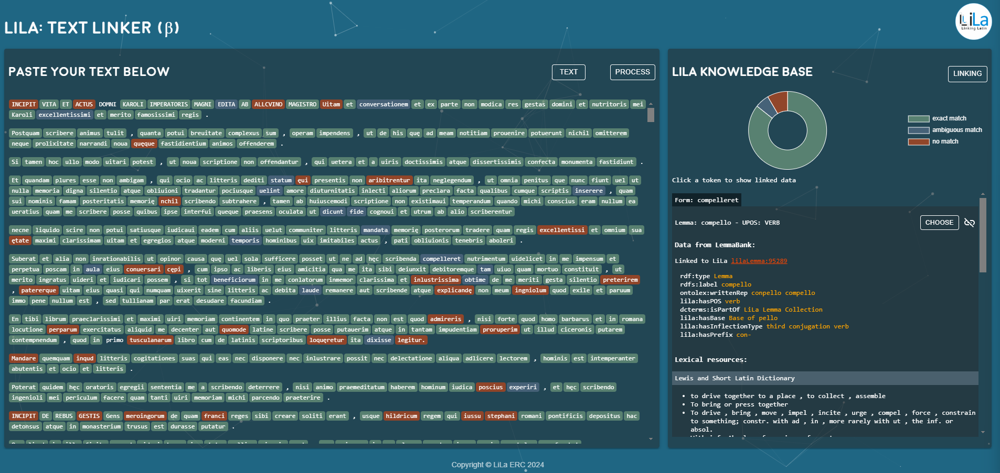 LILA: TEXT LINKER (β)
LiLa
Linking Latin
PASTE YOUR TEXT BELOW
TEXT
PROCESS
INCIPIT VITA ET ACTUS DOMNI KAROLI IMPERATORIS MAGNI EDITA AB ALLCVINO MAGISTRO Uitam et conversationem et ex parte non modica res gestas domini et nutritoris mei
Karoli excellentissimi et merito famosissimi regis .
Postquam scribere animus tulit , quanta potui breuitate complexus sum , operam impendens , ut de his quę ad meam notitiam prouenire potuerunt nichil omitterem
neque prolixitate narrandi noua quęque fastidientium animos offenderem .
Si tamen hoc ullo modo uitari potest , ut noua scriptione non offendantur , qui uetera et a uiris doctissimis atque dissertissimis confecta monumenta fastidiunt .
Et quandam plures esse non ambigam , qui ocio ac litteris dediti statum ęui presentis non aribitrentur ita neglegendum , ut omnia penitus que nunc fiunt uel ut
nulla memoria digna silentio atque obliuioni tradantur pociusque uelint amore diuturnitatis inlecti aliorum preclara facta qualibus cumque scriptis inserere , quam
sui nominis famam posteritatis memorię nchil scribendo subtrahere , tamen ab huiuscemodi scriptione non existimaui temperandum quando michi conscius eram nullum ea
ueratius quam me scribere posse quibus ipse interfui queque praesens oculata ut dicunt fide cognoui et utrum ab alio scriberentur
necne liquido scire non potui satiusque iudicaui eadem cum aliis uelut communiter litteris mandata memorię posterorum tradere quam regis excellentissi et omnium sua
ętate maximi clarissimam uitam et egregios atque moderni temporis hominibus uix imitabiles actus , pati obliuionis tenebris aboleri .
Suberat et alia non inrationabilis ut opinor causa quę uel sola sufficere posset ut ne ad hęc scribenda compelleret nutrimentum uidelicet in me impensum et
perpetua poscam in aula eius conuersari cępi , cum ipso ac liberis eius amicitia qua me ita sibi deiunxit debitoremque tam uiuo quam mortuo constituit , ut
merito ingratus uideri et iudicari possem , si tot beneficiorum in me conlatorum inmemor clarissima et inlustrissima obtime de me meriti gesta silentio preterirem
, patererque uitam eius quasi qui numquam uixerit sine litteris ac debita laude remanere aut scribende atque explicandę non meum ingniolum quod exile et paruum
immo pene nullum est , sed tullianam par erat desudare facundiam .
En tibi librum praeclarissimi et maximi uiri memoriam continentem in quo praeter illius facta non est quod admireris , nisi forte quod homo barbarus et in romana
locutione perparum exercitatus aliquid me decenter aut quomode latine scribere posse putauerim atque in tantam impudentiam proruperim ut illud ciceronis putarem
contempnendum , quod in primo tusculanarum libro cum de latinis scriptoribus loquęretur ita dixisse legitur.
Mandare quemquam inqud litteris cogitationes suas qui eas nec disponere nec inlustrare possit nec delectatione aliqua adlicere lectorem , hominis est intemperanter
abutentis et ocio et litteris .
Poterat quidem hęc oratoris egregii sententia me a scribendo deterrere , nisi animo praemeditatum haberem hominum iudica poscius experiri , et hęc scribendo
ingenioli mei periculum facere quam tanti uiri memoriam michi parcendo praeterire .
INCIPIT DE REBUS GESTIS Gens meroingorum de quam franci reges sibi creare soliti erant , usque hildricum regem qui iussu stephani romani pontificis depositus hac
detonsus atque in monasterium trusus est durasse putatur .
LILA KNOWLEDGE BASE
LINKING
exact match
ambiguous match
no match
Click a token to show linked data
Form: compelleret
Lemma: compello - UPOS: VERB
CHOOSE
Data from LemmaBank:
Linked to LiLa lilaLemma:95289
rdf:type Lemma
rdfs:label compello
ontolex:writtenRep conpello compello
lila:hasPOS verb
dcterms:isPartOf LiLa Lemma Collection
lila:hasBase Base of pello
lila:hasInflectionType third conjugation verb
lila:hasPrefix con-
Lexical resources:
Lewis and Short Latin Dictionary
to drive together to a place , to collect , assemble
To bring or press together
To drive , bring , move , impel , incite , urge , compel , force , constrain
to something; constr. with ad , in , more rarely with ut , the inf. or
absol.
Copyright © LiLa ERC 2024